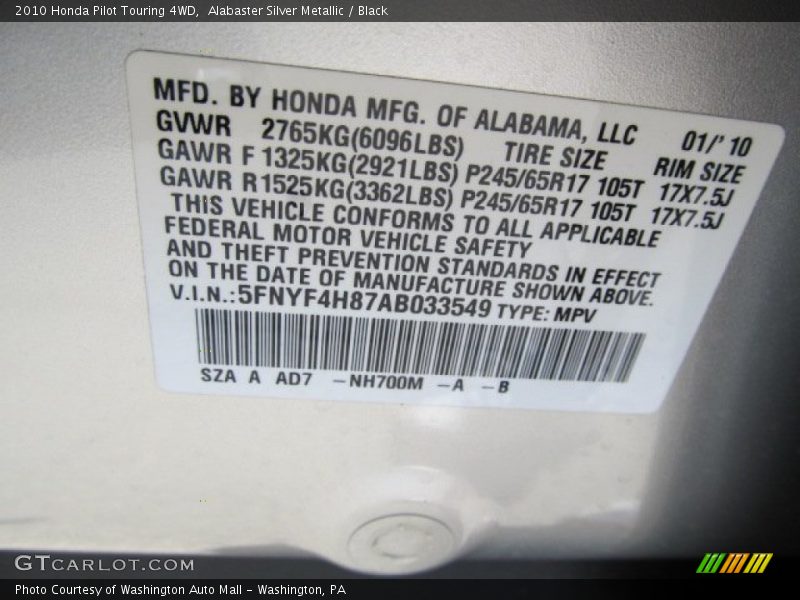 2010 Honda Pilot Touring 4WD,  Alabaster Silver Metallic / Black
MFD. BY HONDA MFG. OF ALABAMA, LLC 01/' 10
GVWR 2765KG(6096LBS) TIRE SIZE RIM SIZE
GAWR F 1325KG(2921LBS) P245/65R17 105T 17X7.5J
GAWR R 1525KG(3362LBS) P245/65R17 105T 17X7.5J
THIS VEHICLE CONFORMS TO ALL APPLICABLE
FEDERAL MOTOR VEHICLE SAFETY
AND THEFT PREVENTION STANDARDS IN EFFECT
ON THE DATE OF MANUFACTURE SHOWN ABOVE.
V.I.N.:5FNYF4H87AB033549 TYPE: MPV
SZA A AD7 -NH700M -A -B
GTCARLOT.COM
Photo Courtesy of Washington Auto Mall - Washington, PA